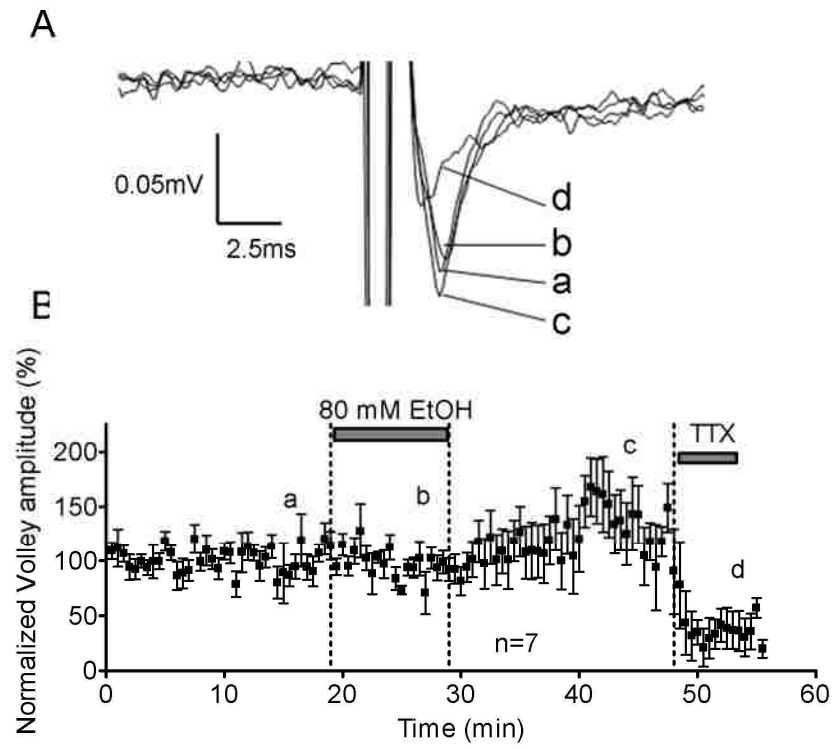 A
0.05mV
2.5ms
d
b
a
c
B
Normalized Volley amplitude (%)
200
150
100
50
0
80 mM EtOH
TTX
a
b
c
d
n=7
0 10 20 30 40 50 60
Time (min)